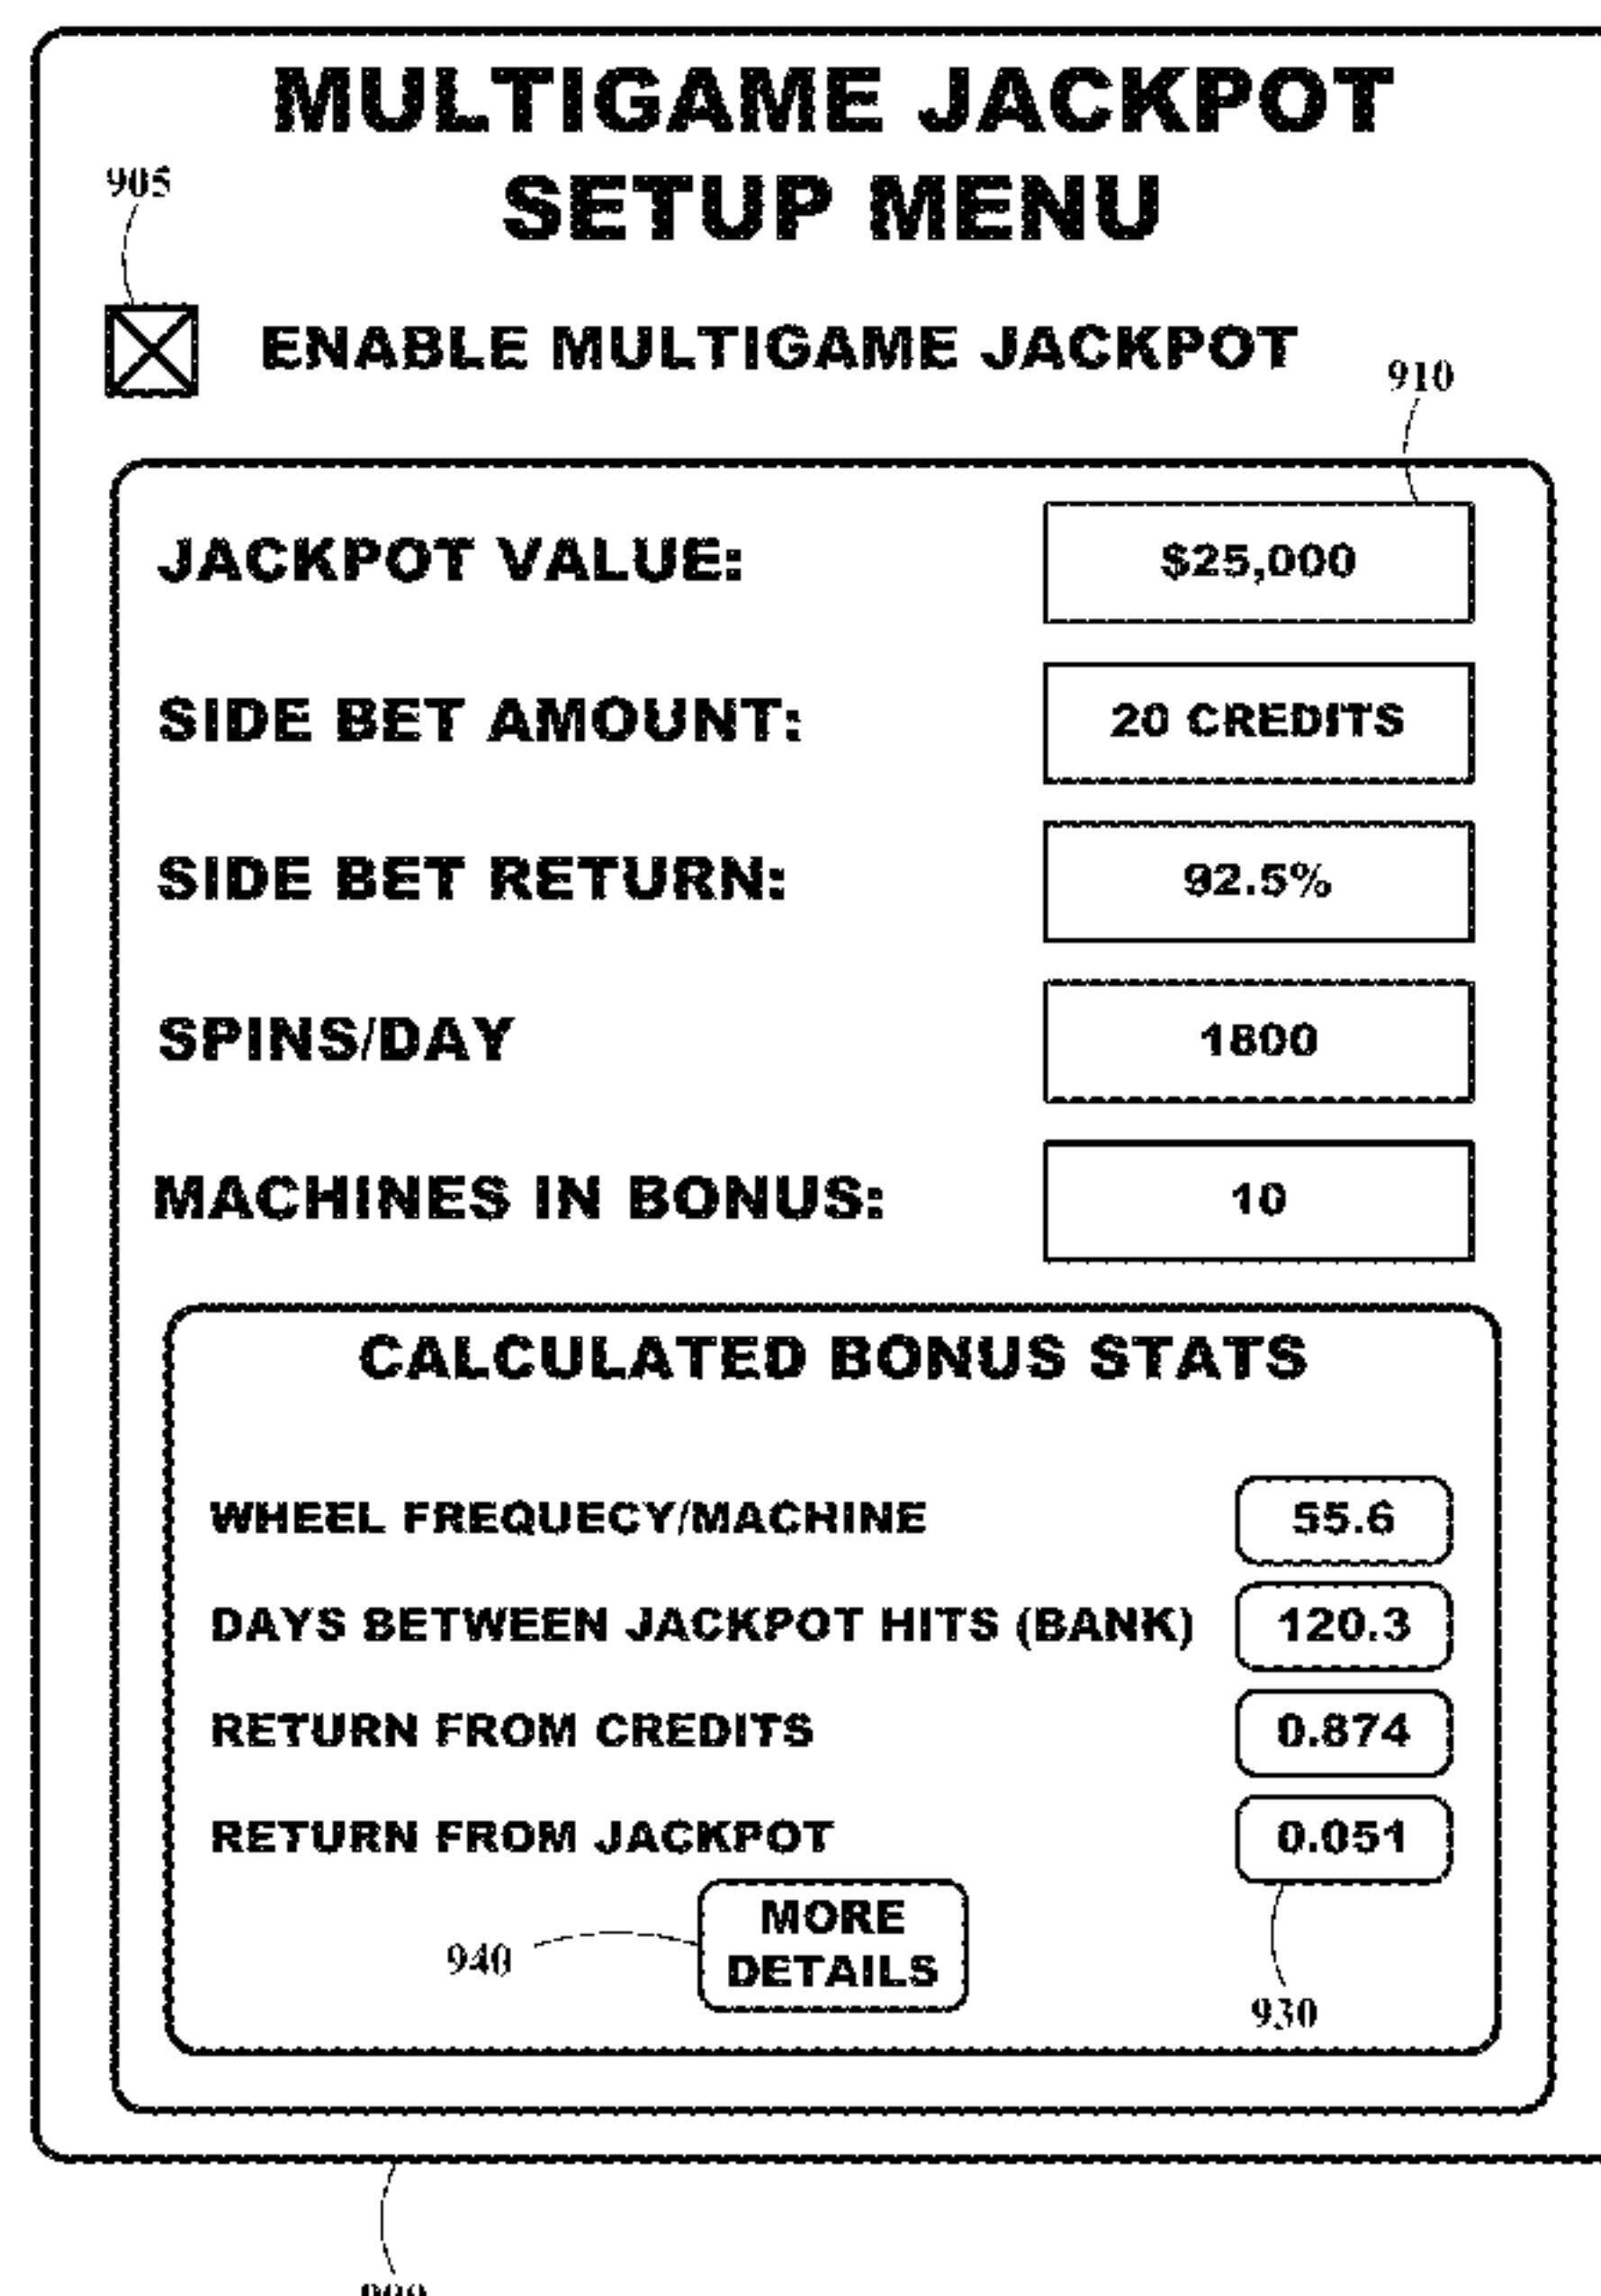 MULTIGAME JACKPOT
SETUP MENU
905
ENABLE MULTIGAME JACKPOT
910
JACKPOT VALUE: $25,000
SIDE BET AMOUNT: 20 CREDITS
SIDE BET RETURN: 92.5%
SPINS/DAY 1800
MACHINES IN BONUS: 10
CALCULATED BONUS STATS
WHEEL FREQUECY/MACHINE 55.6
DAYS BETWEEN JACKPOT HITS (BANK) 120.3
RETURN FROM CREDITS 0.874
RETURN FROM JACKPOT 0.051
MORE
DETAILS
940
930